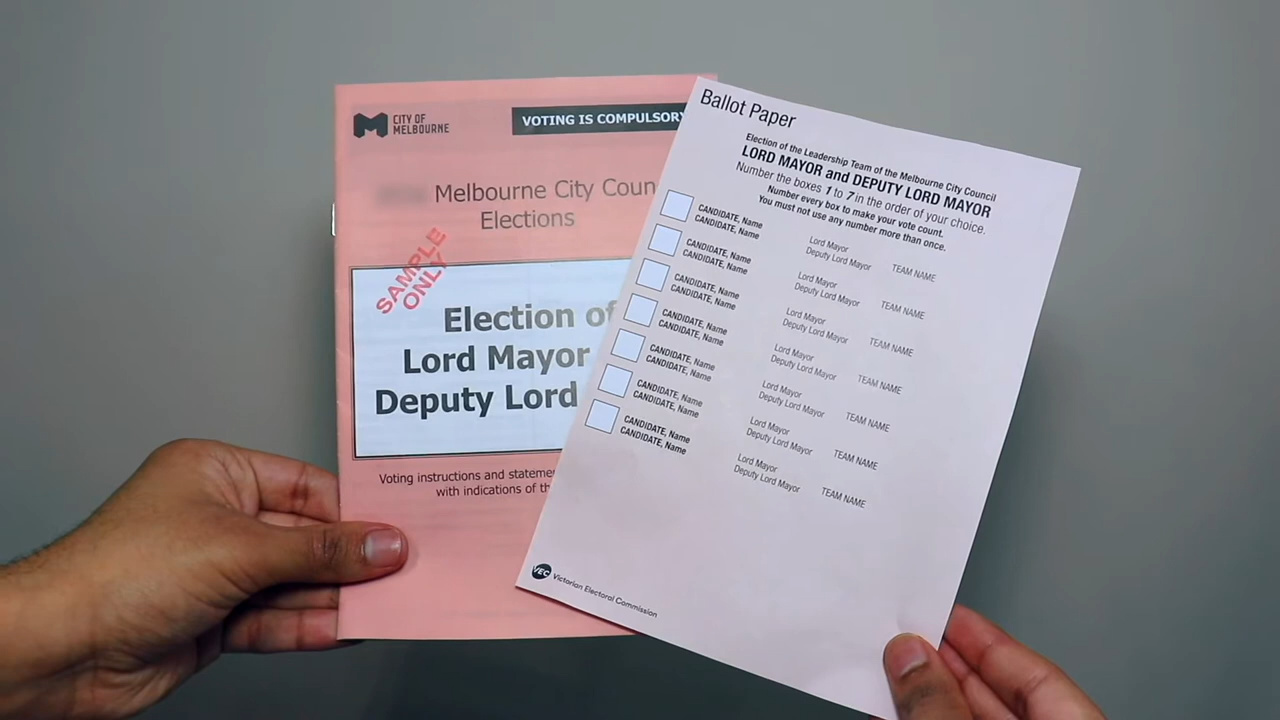 CITY OF
MELBOURNE
VOTING IS COMPULSORY
Melbourne City Coun
Elections
SAMPLE
ONLY
Election of
Lord Mayor
Deputy Lord
Voting instructions and stateme
with indications of th
Ballot Paper
Election of the Leadership Team of the Melbourne City Council
LORD MAYOR and DEPUTY LORD MAYOR
Number the boxes 1 to 7 in the order of your choice.
Number every box to make your vote count.
You must not use any number more than once.
CANDIDATE, Name Lord Mayor
CANDIDATE, Name Deputy Lord Mayor TEAM NAME
CANDIDATE, Name Lord Mayor
CANDIDATE, Name Deputy Lord Mayor TEAM NAME
CANDIDATE, Name Lord Mayor
CANDIDATE, Name Deputy Lord Mayor TEAM NAME
CANDIDATE, Name Lord Mayor
CANDIDATE, Name Deputy Lord Mayor TEAM NAME
CANDIDATE, Name Lord Mayor
CANDIDATE, Name Deputy Lord Mayor TEAM NAME
CANDIDATE, Name Lord Mayor
CANDIDATE, Name Deputy Lord Mayor TEAM NAME
CANDIDATE, Name Lord Mayor
CANDIDATE, Name Deputy Lord Mayor TEAM NAME
VEC Victorian Electoral Commission